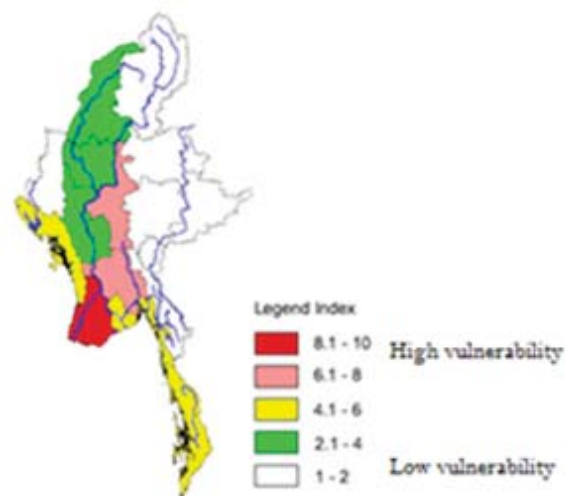 Legend Index
8.1 - 10 High vulnerability
6.1 - 8
4.1 - 6
2.1 - 4
1 - 2 Low vulnerability